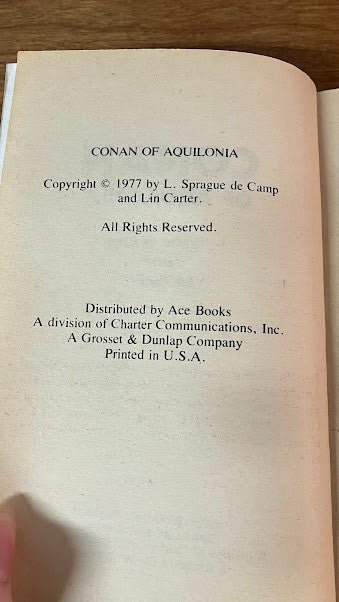 CONAN OF AQUILONIA
Copyright © 1977 by L. Sprague de Camp
and Lin Carter.
All Rights Reserved.
Distributed by Ace Books
A division of Charter Communications, Inc.
A Grosset & Dunlap Company
Printed in U.S.A.